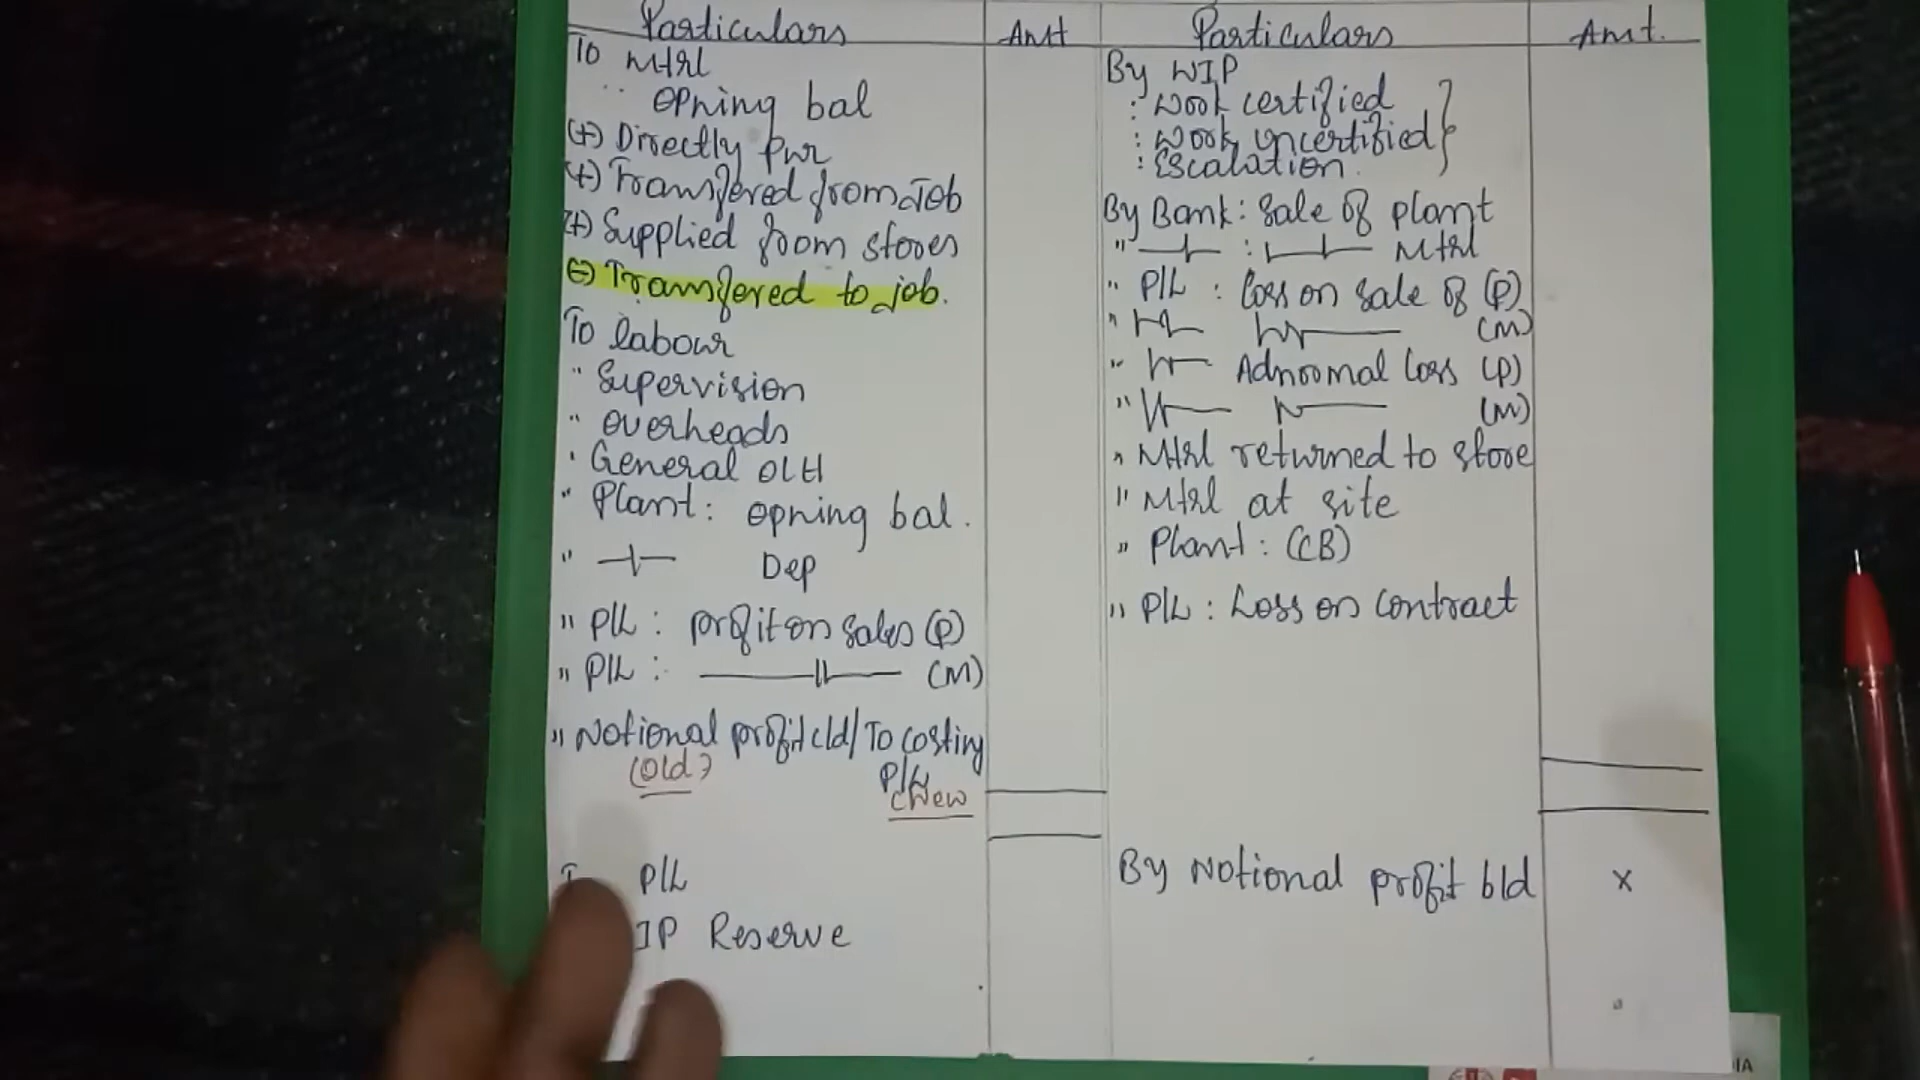 Particulars Amt Particulars Amt.
To Mtrl
Opning bal
(+) Directly pur
(+) Transfered from Job
(+) Supplied from stores
(-) Transfered to job.
To labour
" Supervision
" Overheads
" General O/H
" Plant: Opning bal.
" Dep
" P/L : profit on sales (P)
" P/L : (M)
" Notional profit c/d/ To costing
(Old) P/L
(New
P/L
IP Reserve
By WIP
: Work certified
: Work uncertified
: Escalation.
By Bank: Sale of plant
" : Mtrl
" P/L : Loss on sale of (P)
" (M)
" Adnormal loss (P)
" (M)
" Mtrl returned to store
" Mtrl at site
" Plant: (CB)
" P/L : Loss on contract
By Notional profit b/d x
IA